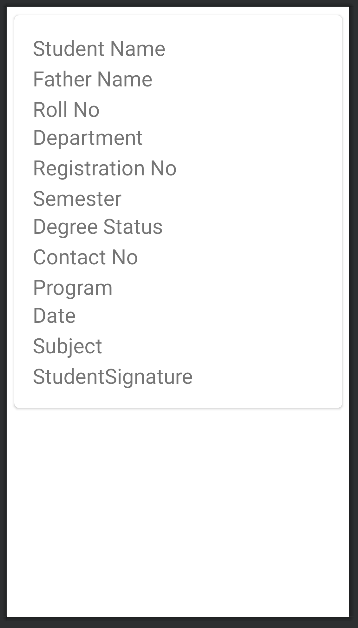 Student Name
Father Name
Roll No
Department
Registration No
Semester
Degree Status
Contact No
Program
Date
Subject
StudentSignature